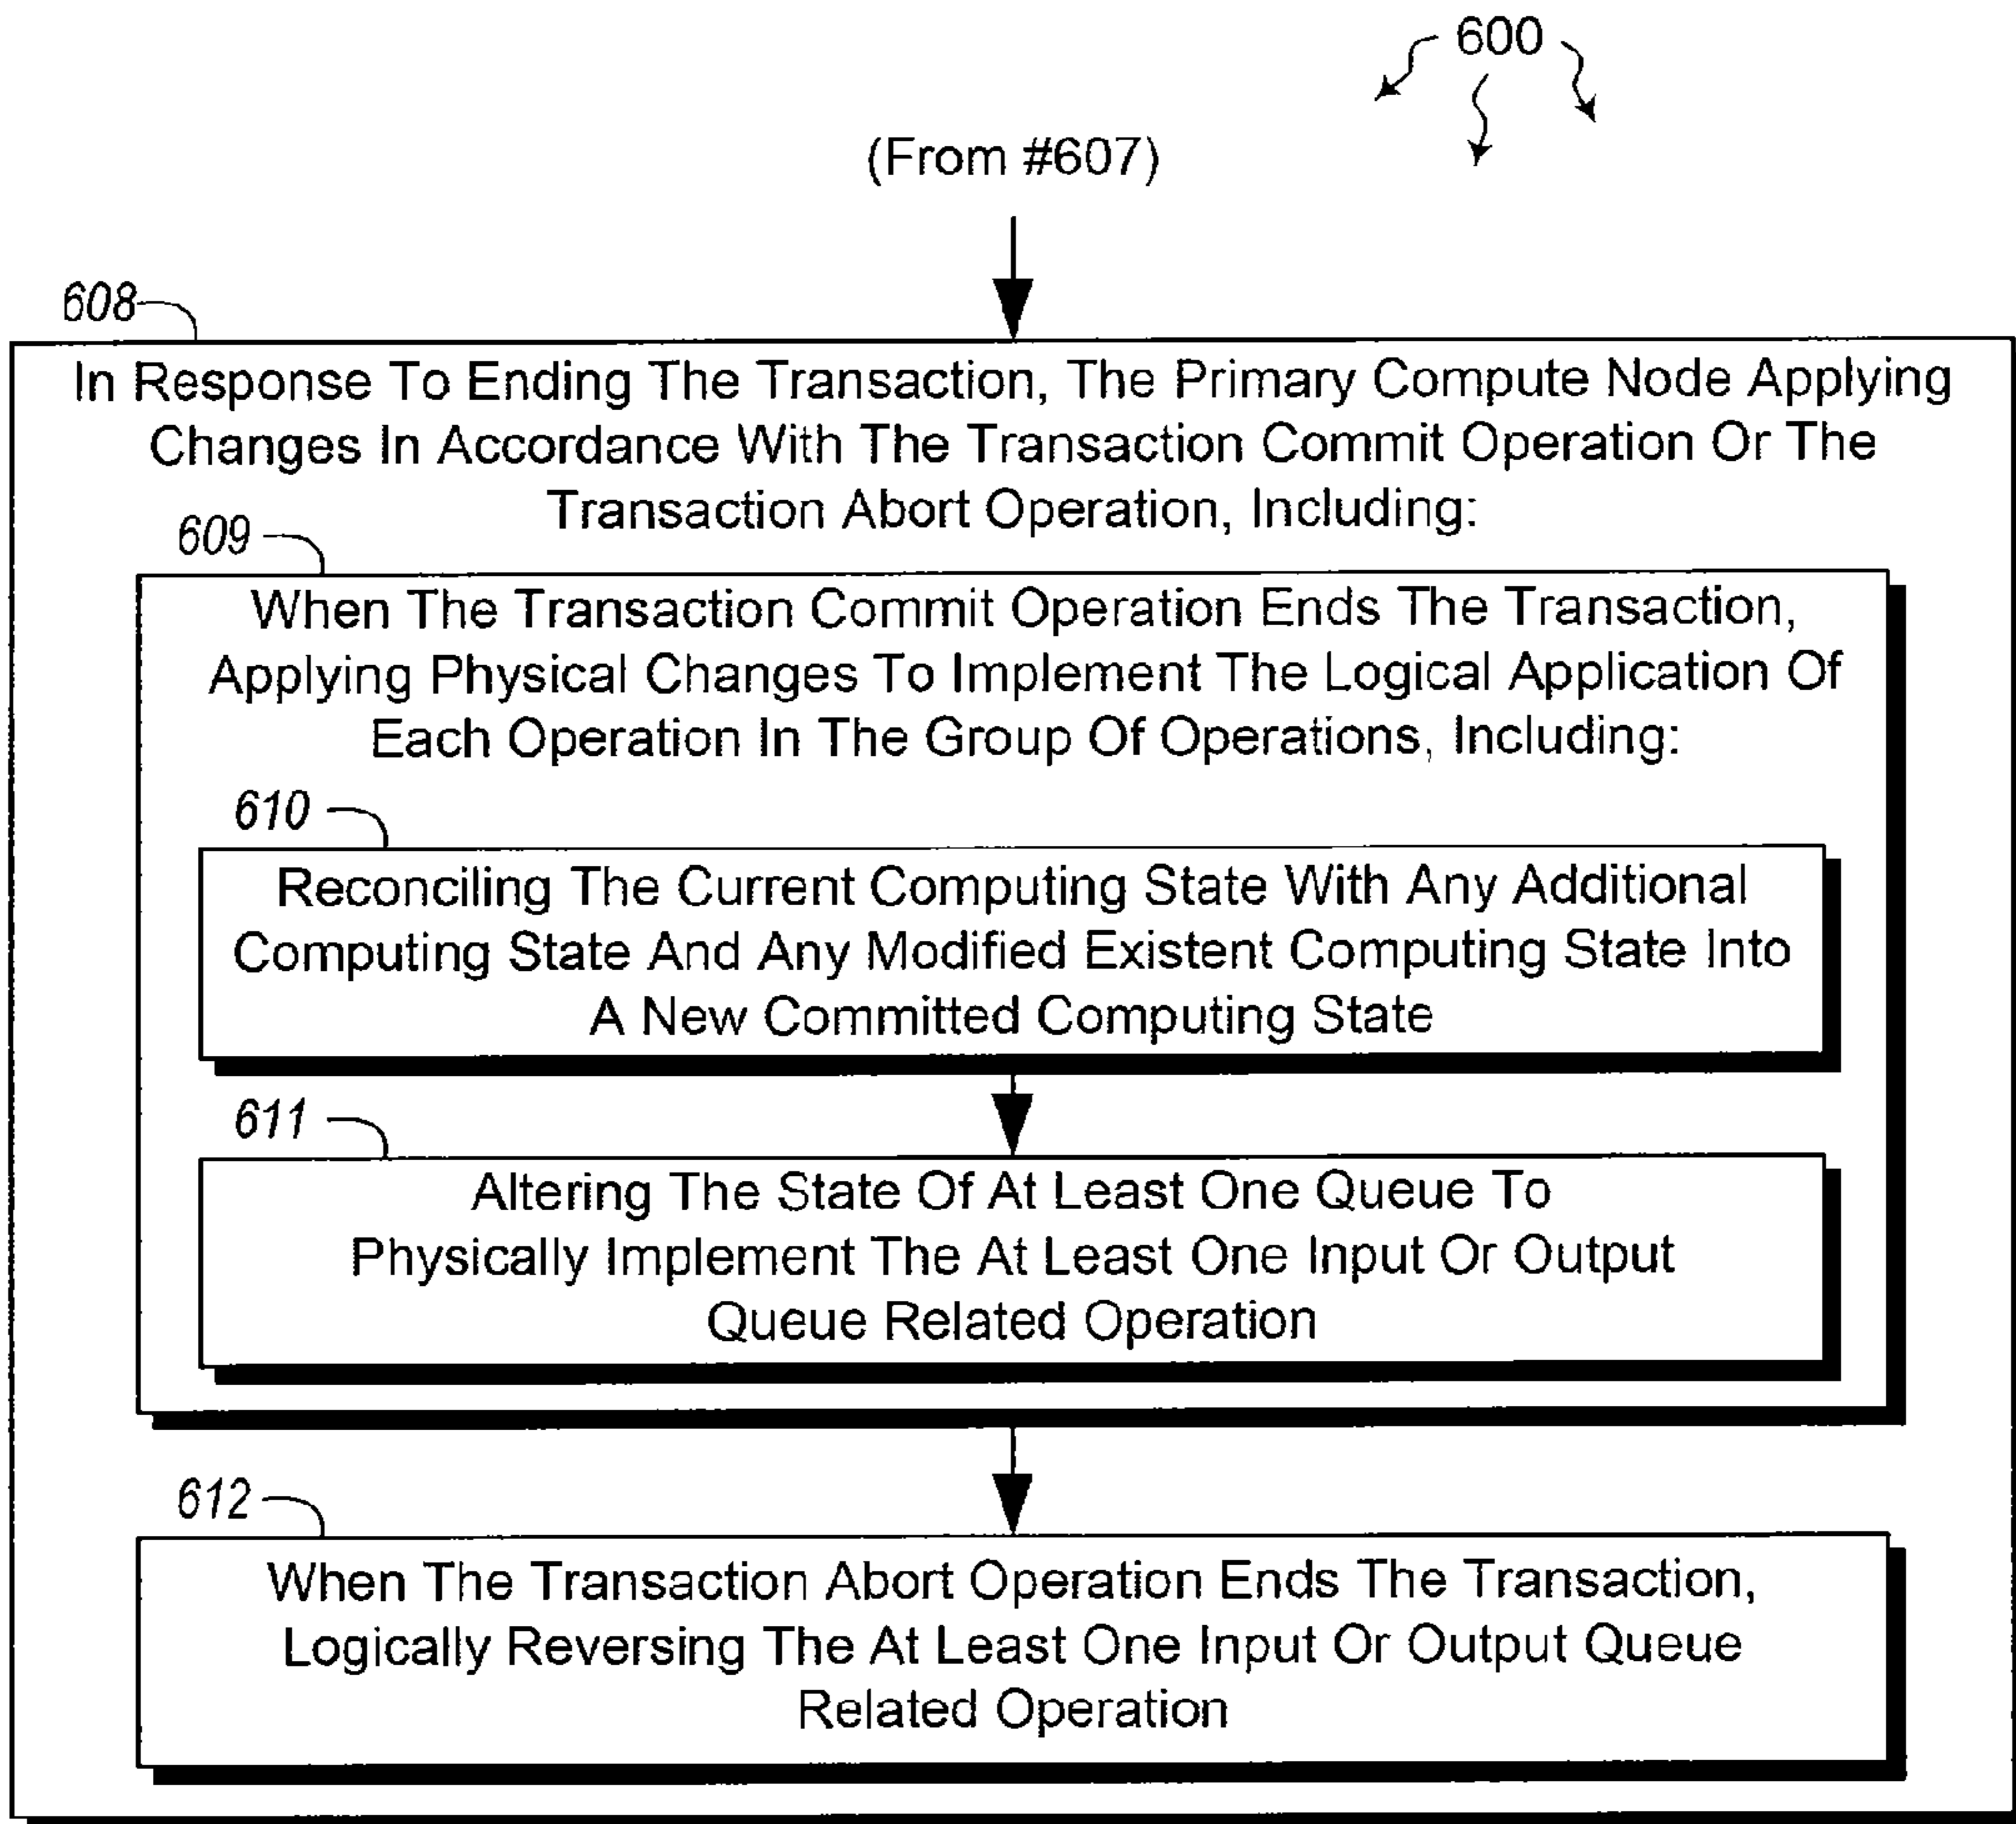 600
(From #607)
608
In Response To Ending The Transaction, The Primary Compute Node Applying
Changes In Accordance With The Transaction Commit Operation Or The
Transaction Abort Operation, Including:
609
When The Transaction Commit Operation Ends The Transaction,
Applying Physical Changes To Implement The Logical Application Of
Each Operation In The Group Of Operations, Including:
610
Reconciling The Current Computing State With Any Additional
Computing State And Any Modified Existent Computing State Into
A New Committed Computing State
611
Altering The State Of At Least One Queue To
Physically Implement The At Least One Input Or Output
Queue Related Operation
612
When The Transaction Abort Operation Ends The Transaction,
Logically Reversing The At Least One Input Or Output Queue
Related Operation